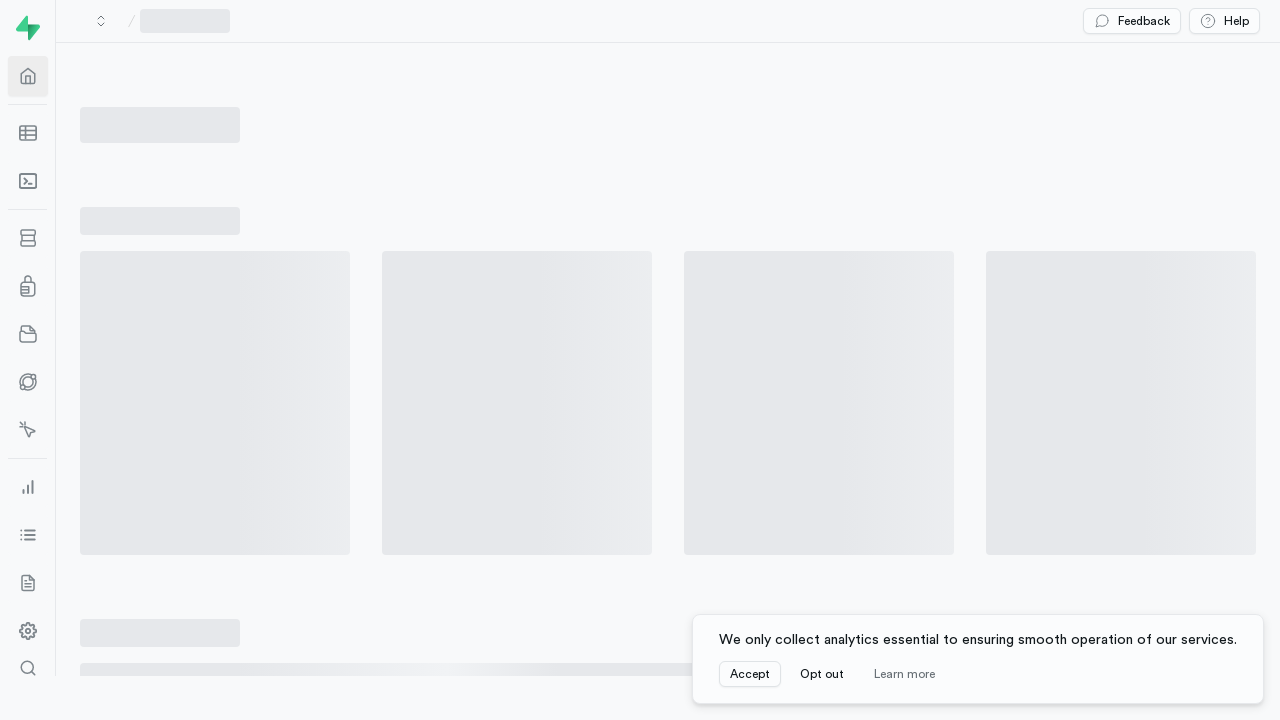 /
Feedback
Help
We only collect analytics essential to ensuring smooth operation of our services.
Accept
Opt out
Learn more